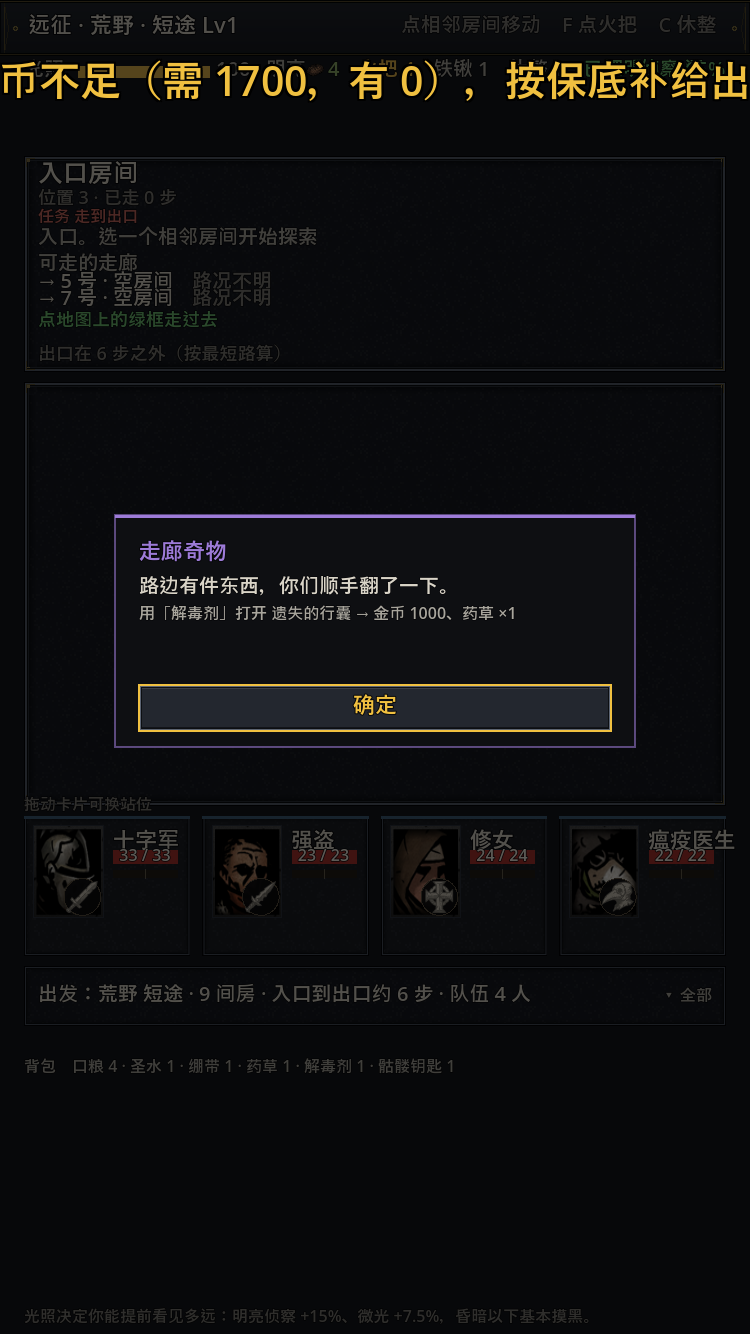 远征 · 荒野 · 短途 Lv1 点相邻房间移动 F 点火把 C 休整
币不足（需 1700，有 0），按保底补给出
入口房间
位置 3 · 已走 0 步
任务 走到出口
入口。选一个相邻房间开始探索
可走的走廊
→ 5 号 · 空房间 路况不明
→ 7 号 · 空房间 路况不明
点地图上的绿框走过去
出口在 6 步之外（按最短路算）
走廊奇物
路边有件东西，你们顺手翻了一下。
用「解毒剂」打开 遗失的行囊 → 金币 1000、药草 ×1
确定
拖动卡片可换站位
十字军
33 / 33
强盗
23 / 23
修女
24 / 24
瘟疫医生
22 / 22
出发：荒野 短途 · 9 间房 · 入口到出口约 6 步 · 队伍 4 人 ▾ 全部
背包 口粮 4 · 圣水 1 · 绷带 1 · 药草 1 · 解毒剂 1 · 骷髅钥匙 1
光照决定你能提前看见多远：明亮侦察 +15%、微光 +7.5%，昏暗以下基本摸黑。